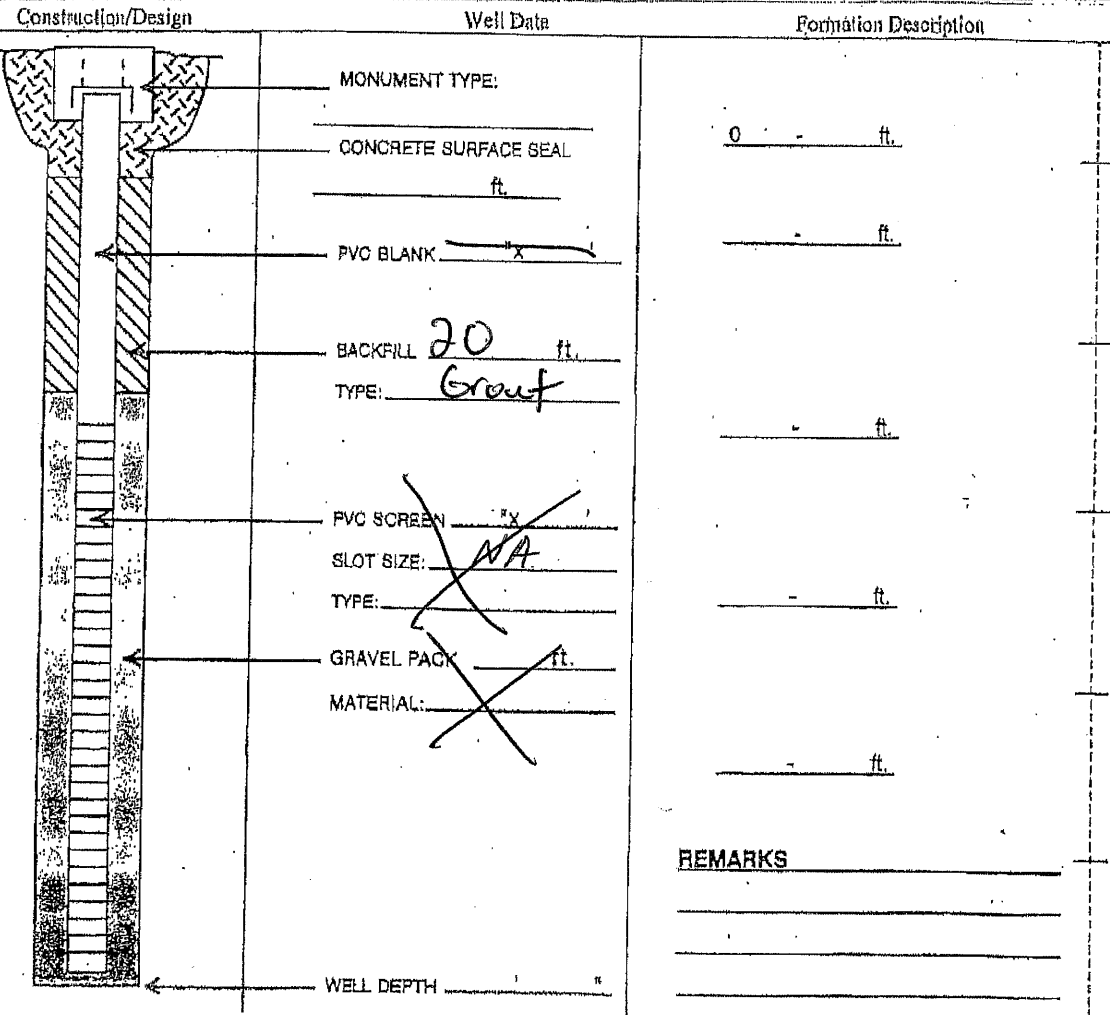 Construction/Design Well Data Formation Description
MONUMENT TYPE:
CONCRETE SURFACE SEAL
ft.
PVC BLANK "x '
BACKFILL 20 ft.
TYPE: Grout
PVC SCREEN "x '
SLOT SIZE: NA
TYPE:
GRAVEL PACK ft.
MATERIAL:
WELL DEPTH ' "
0 - ft.
- ft.
- ft.
- ft.
- ft.
REMARKS